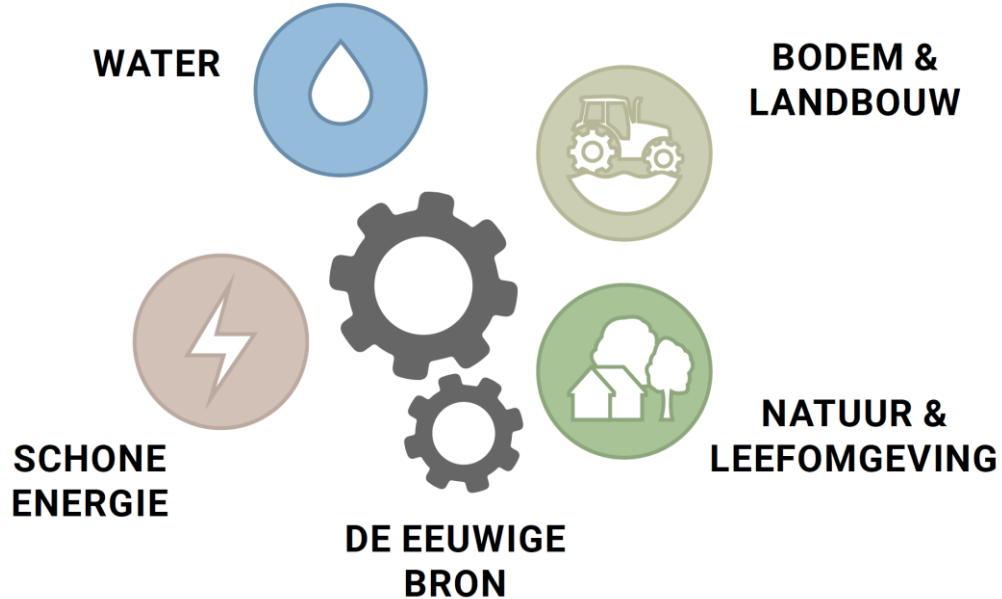 WATER
BODEM &
LANDBOUW
SCHONE
ENERGIE
NATUUR &
LEEFOMGEVING
DE EEUWIGE
BRON